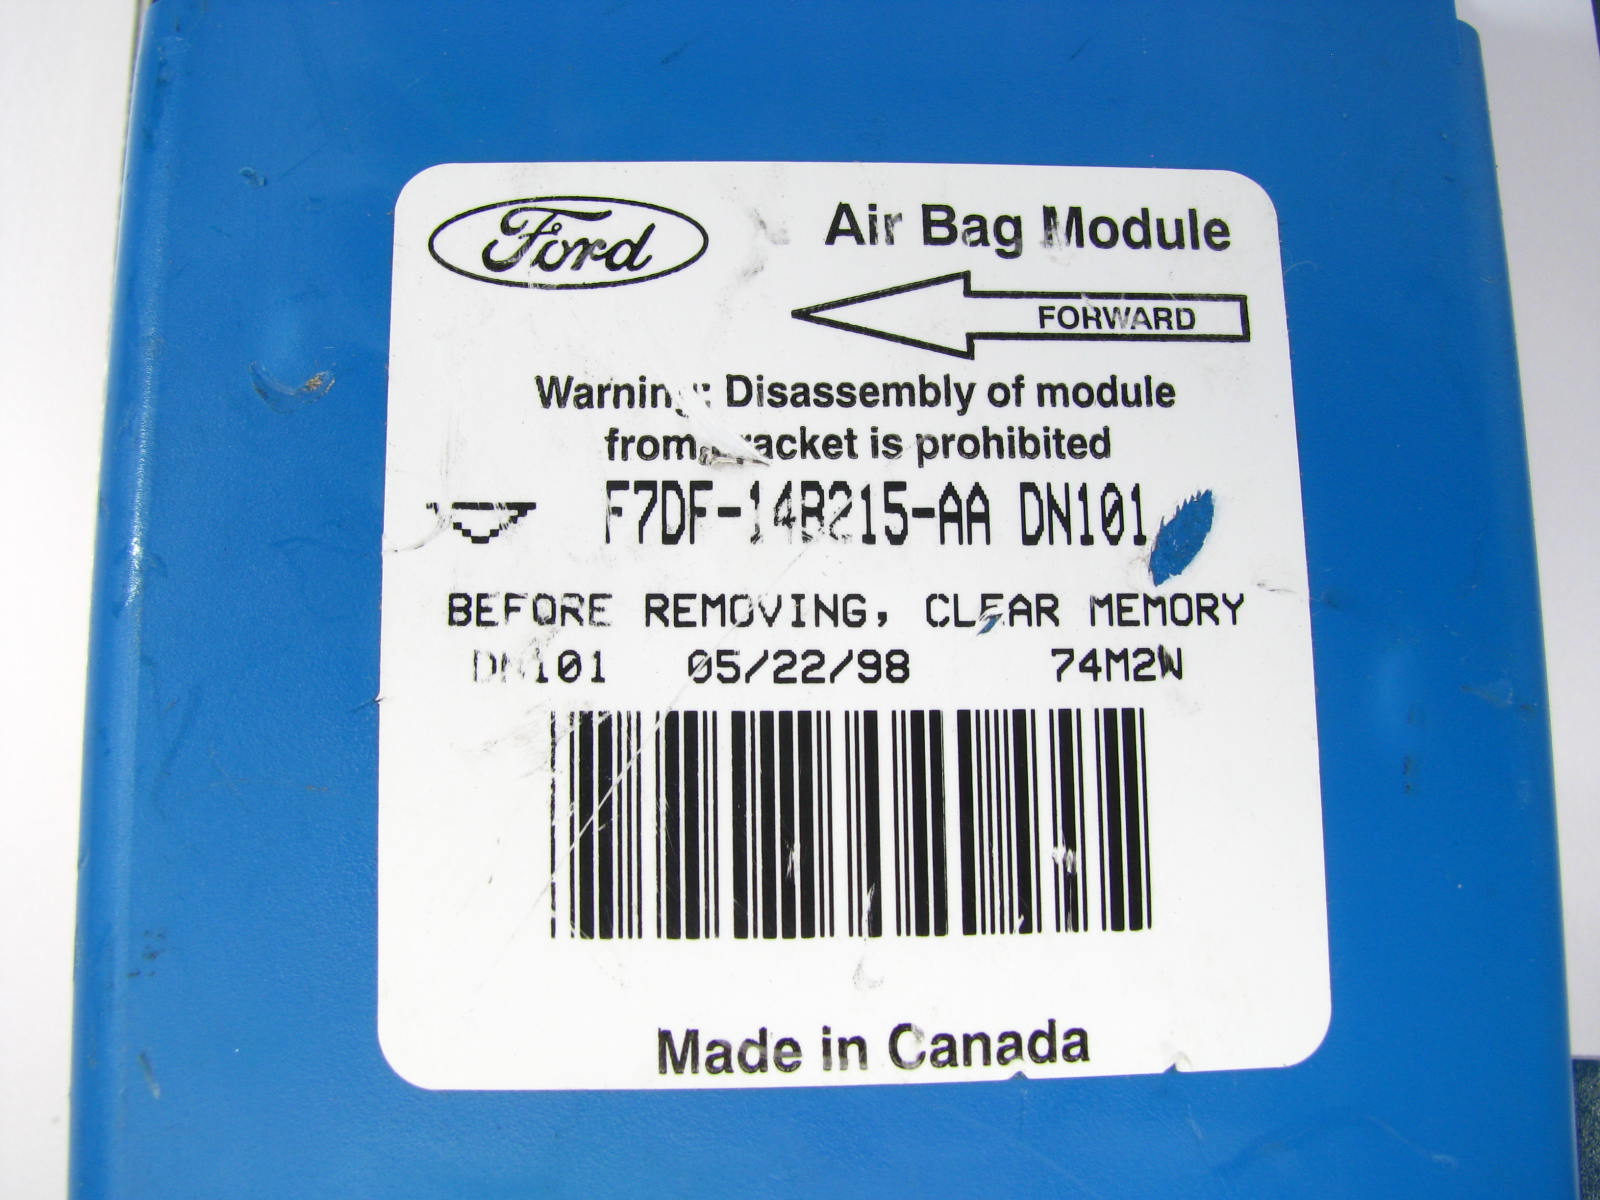 Ford
Air Bag Module
FORWARD
Warning: Disassembly of module
from bracket is prohibited
F7DF-14B215-AA DN101
BEFORE REMOVING, CLEAR MEMORY
DN101 05/22/98 74M2W
Made in Canada